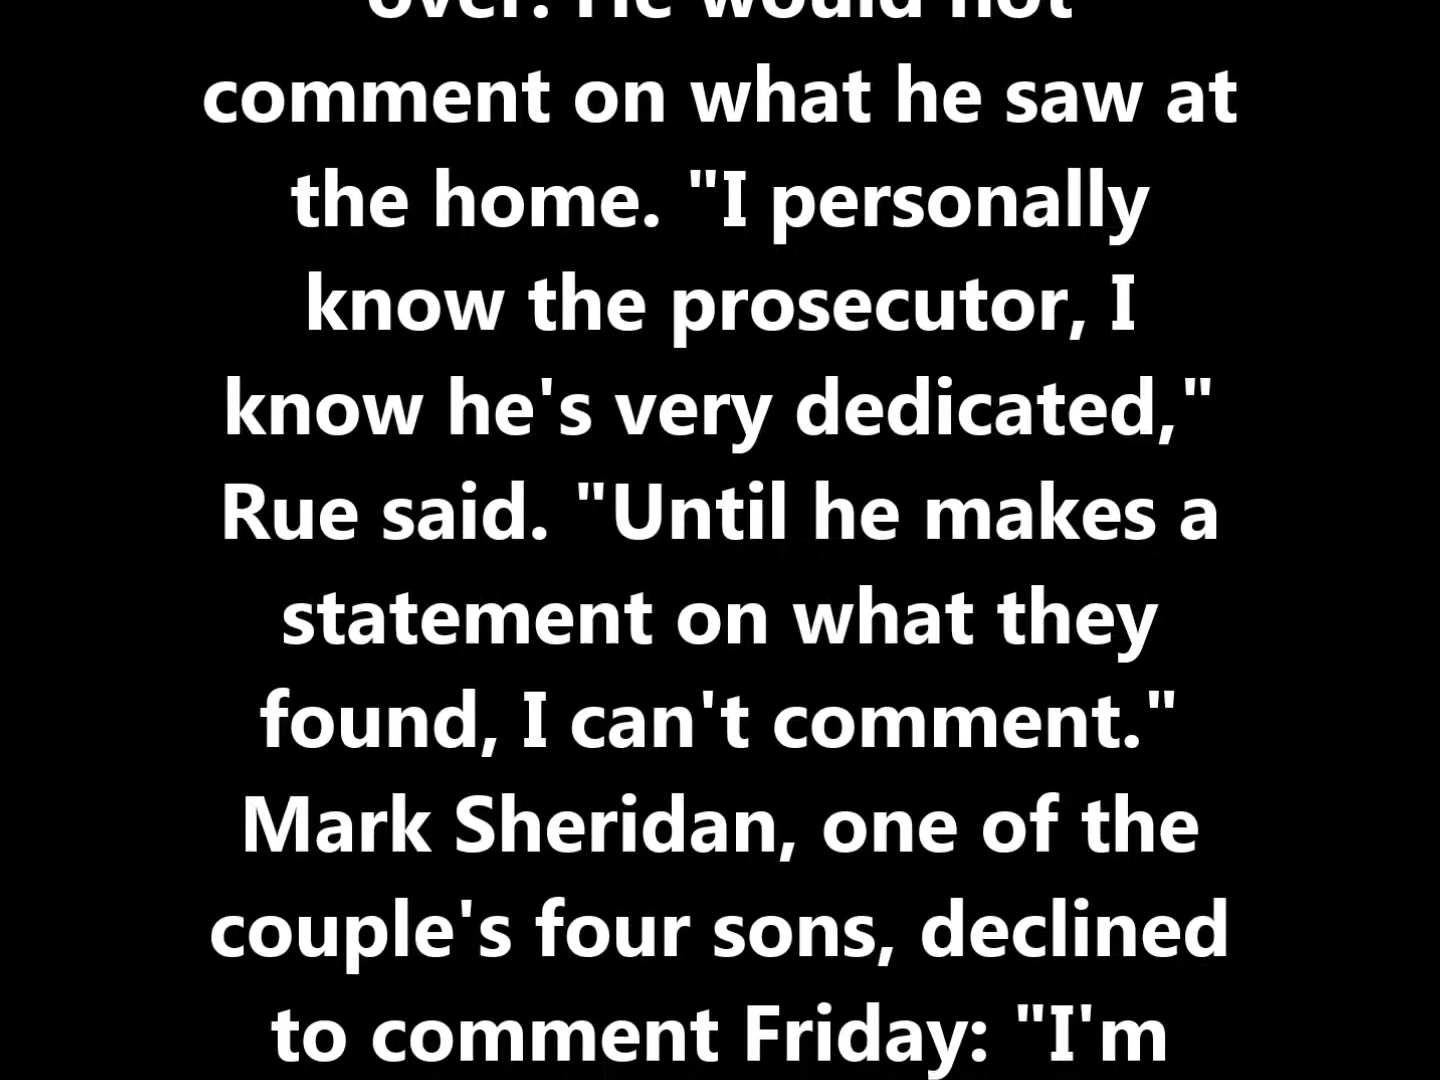 over. He would not
comment on what he saw at
the home. "I personally
know the prosecutor, I
know he's very dedicated,"
Rue said. "Until he makes a
statement on what they
found, I can't comment."
Mark Sheridan, one of the
couple's four sons, declined
to comment Friday: "I'm